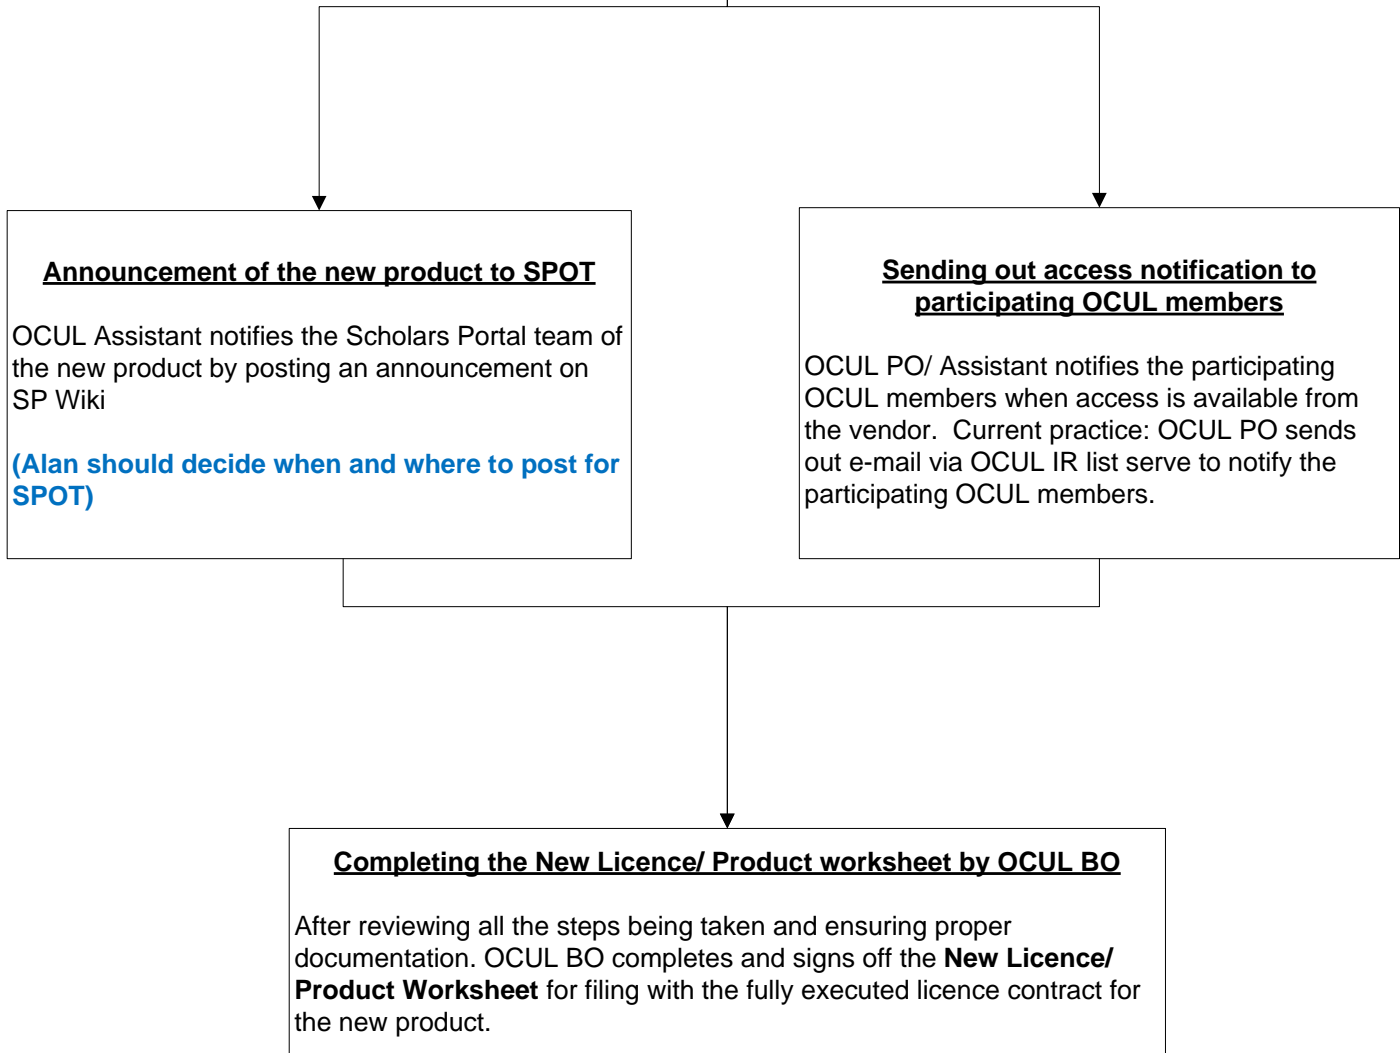 Announcement of the new product to SPOT
OCUL Assistant notifies the Scholars Portal team of
the new product by posting an announcement on
SP Wiki
(Alan should decide when and where to post for
SPOT)
Sending out access notification to
participating OCUL members
OCUL PO/ Assistant notifies the participating
OCUL members when access is available from
the vendor.  Current practice: OCUL PO sends
out e-mail via OCUL IR list serve to notify the
participating OCUL members.
Completing the New Licence/ Product worksheet by OCUL BO
After reviewing all the steps being taken and ensuring proper
documentation. OCUL BO completes and signs off the New Licence/
Product Worksheet for filing with the fully executed licence contract for
the new product.